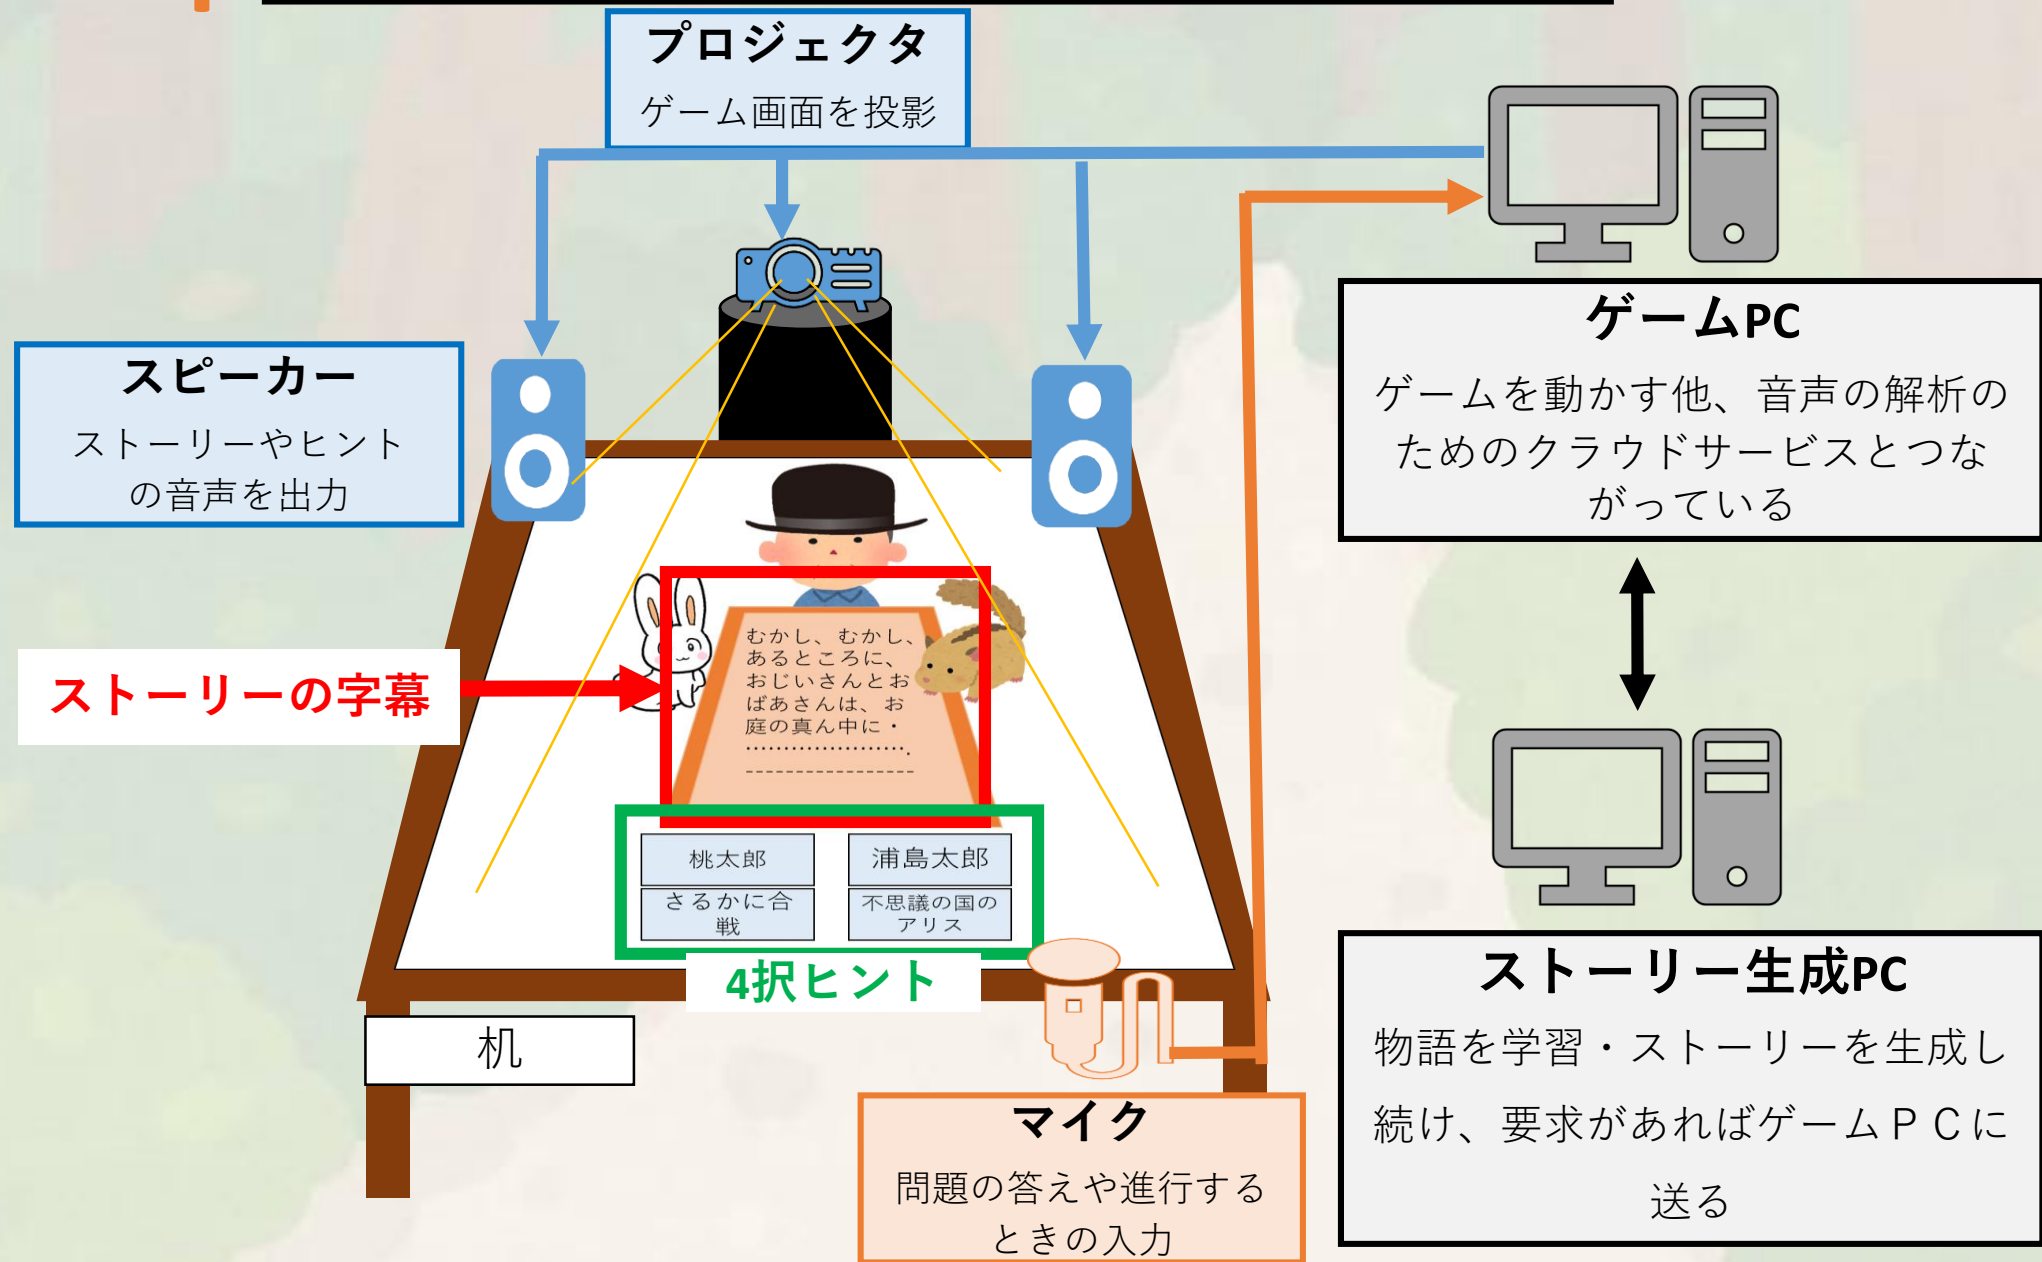 プロジェクタ
ゲーム画面を投影
スピーカー
ストーリーやヒント
の音声を出力
ゲームPC
ゲームを動かす他、音声の解析の
ためのクラウドサービスとつな
がっている
ストーリーの字幕
むかし、むかし、
あるところに、
おじいさんとお
ばあさんは、お
庭の真ん中に・
......................
------------------
桃太郎
浦島太郎
さるかに合
戦
不思議の国の
アリス
4択ヒント
机
マイク
問題の答えや進行する
ときの入力
ストーリー生成PC
物語を学習・ストーリーを生成し
続け、要求があればゲームＰＣに
送る